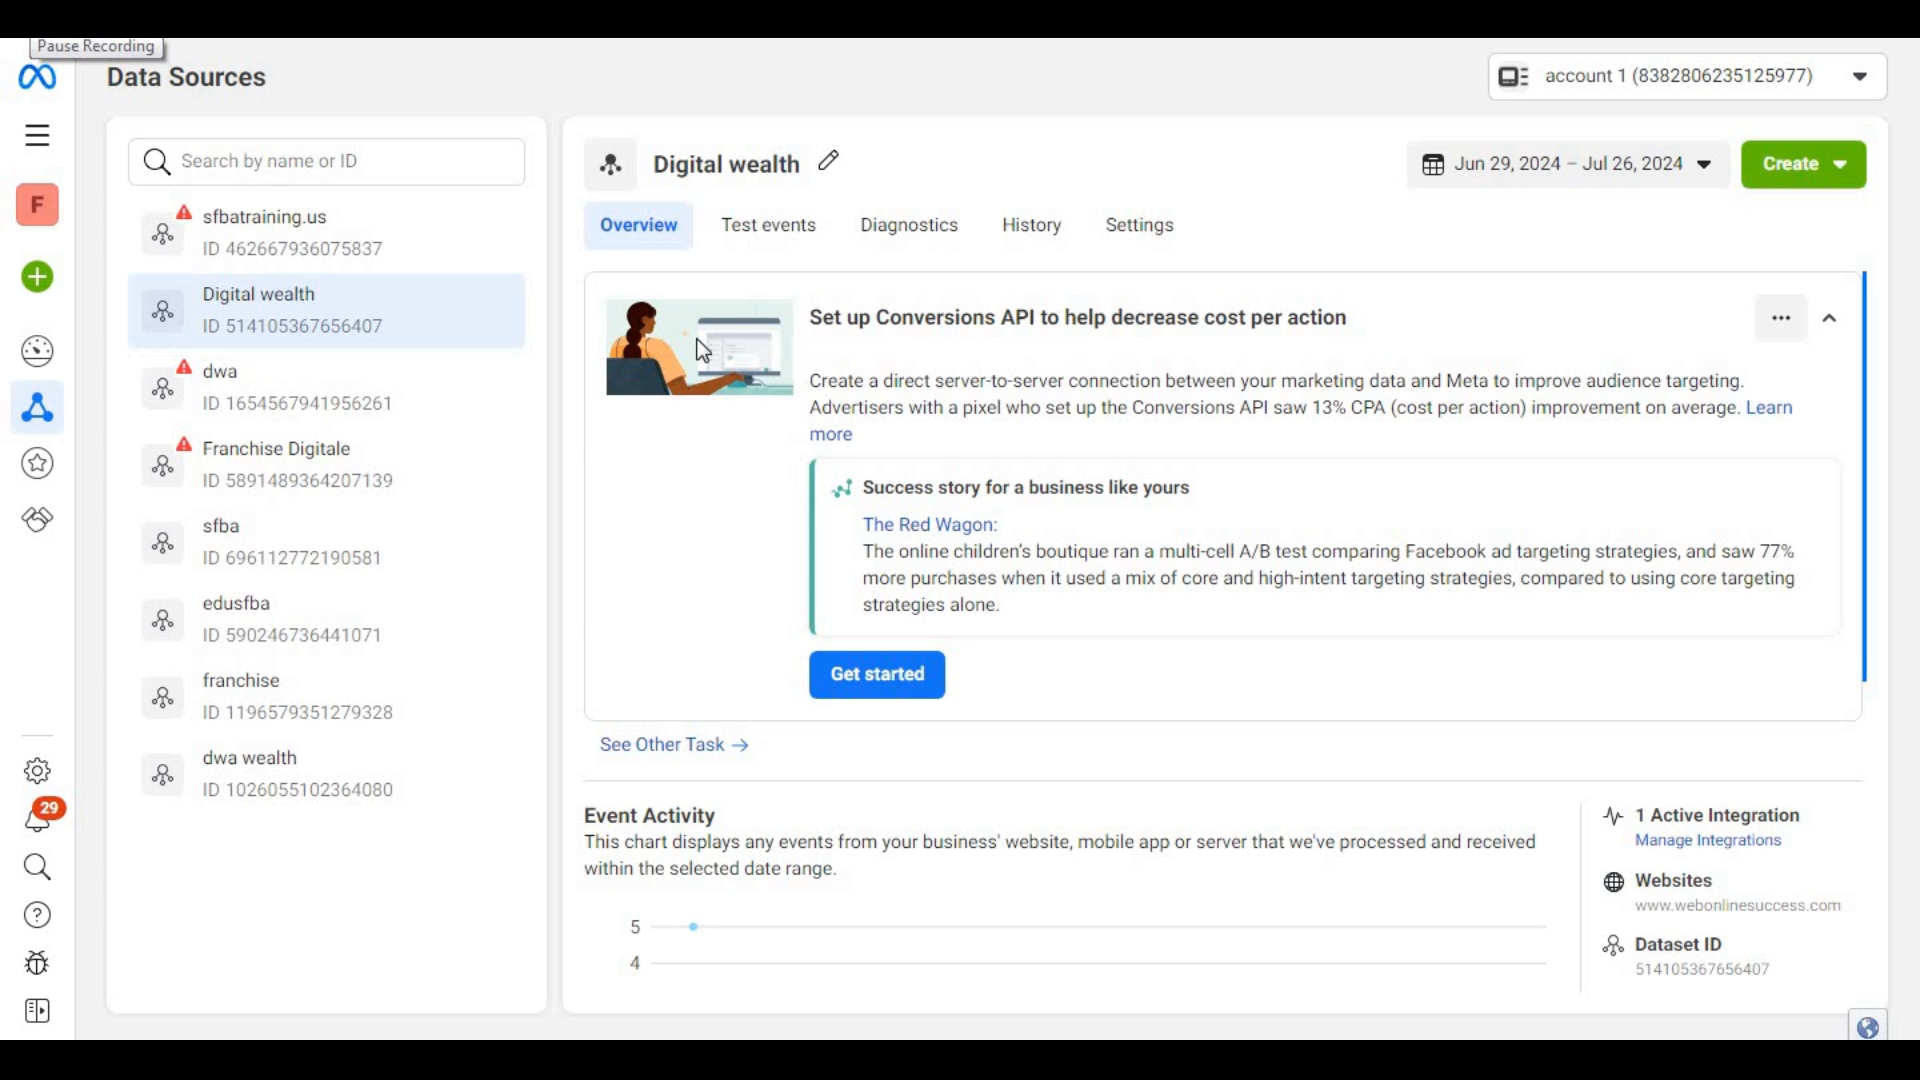 Pause Recording
Data Sources
account 1 (8382806235125977)
F
29
Search by name or ID
sfbatraining.us
ID 462667936075837
Digital wealth
ID 514105367656407
dwa
ID 1654567941956261
Franchise Digitale
ID 5891489364207139
sfba
ID 696112772190581
edusfba
ID 590246736441071
franchise
ID 1196579351279328
dwa wealth
ID 1026055102364080
Digital wealth
Jun 29, 2024 – Jul 26, 2024
Create
Overview
Test events
Diagnostics
History
Settings
Set up Conversions API to help decrease cost per action
Create a direct server-to-server connection between your marketing data and Meta to improve audience targeting.
Advertisers with a pixel who set up the Conversions API saw 13% CPA (cost per action) improvement on average. Learn
more
Success story for a business like yours
The Red Wagon:
The online children's boutique ran a multi-cell A/B test comparing Facebook ad targeting strategies, and saw 77%
more purchases when it used a mix of core and high-intent targeting strategies, compared to using core targeting
strategies alone.
Get started
See Other Task
Event Activity
This chart displays any events from your business' website, mobile app or server that we've processed and received
within the selected date range.
5
4
1 Active Integration
Manage Integrations
Websites
www.webonlinesuccess.com
Dataset ID
514105367656407